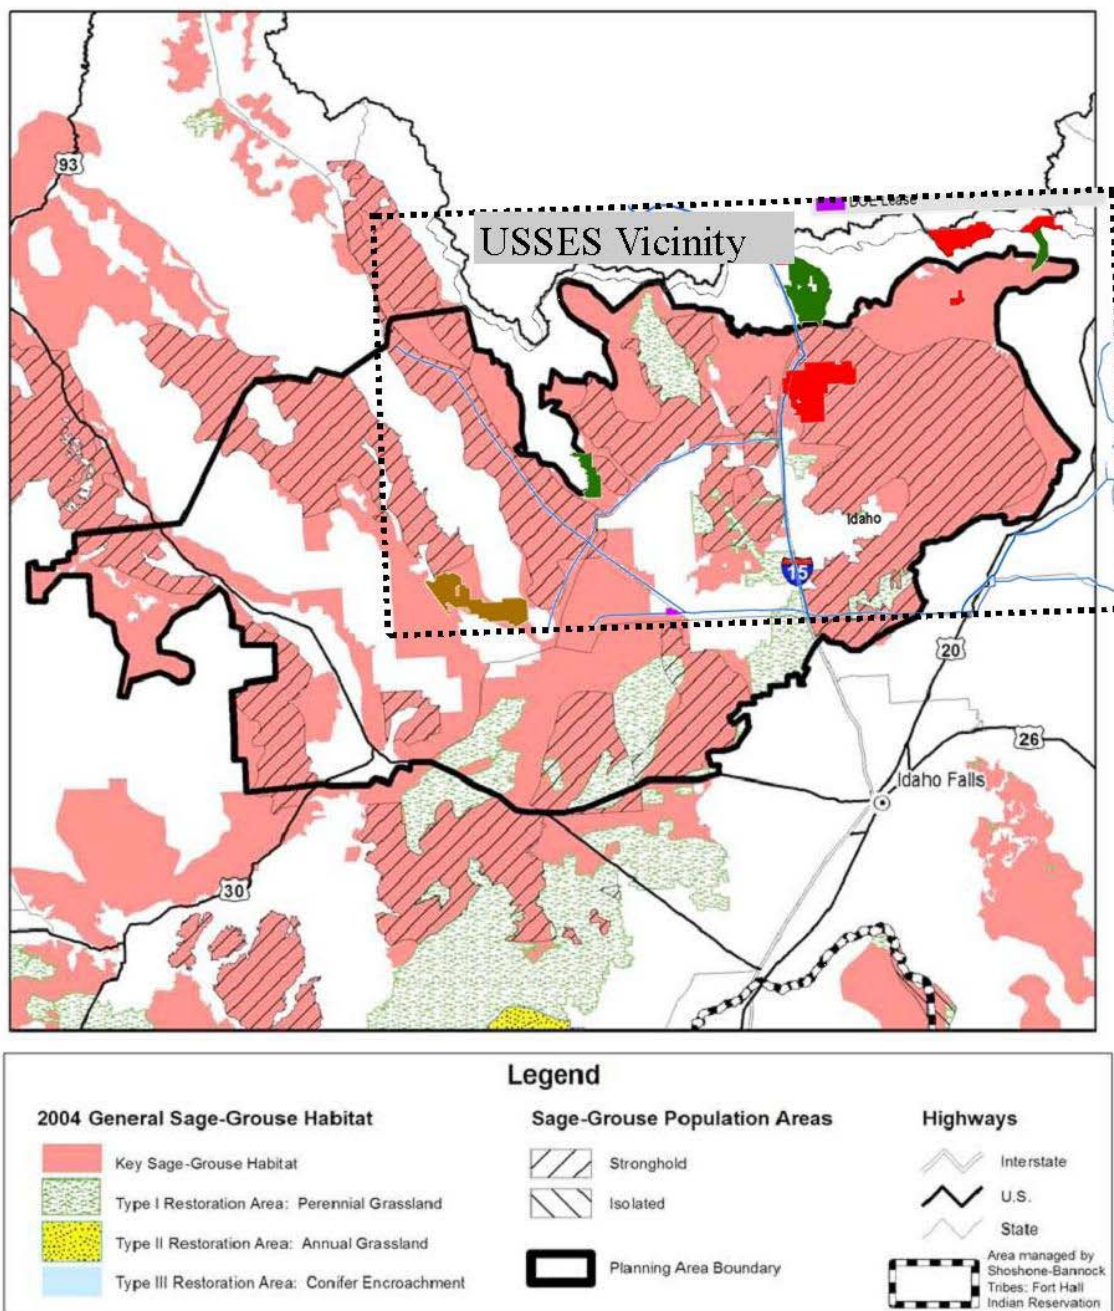 93
DOE Lease
USSES Vicinity
Idaho
15
20
26
Idaho Falls
30
Legend
2004 General Sage-Grouse Habitat
Key Sage-Grouse Habitat
Type I Restoration Area: Perennial Grassland
Type II Restoration Area: Annual Grassland
Type III Restoration Area: Conifer Encroachment
Sage-Grouse Population Areas
Stronghold
Isolated
Planning Area Boundary
Highways
Interstate
U.S.
State
Area managed by
Shoshone-Bannock
Tribes: Fort Hall
Indian Reservation